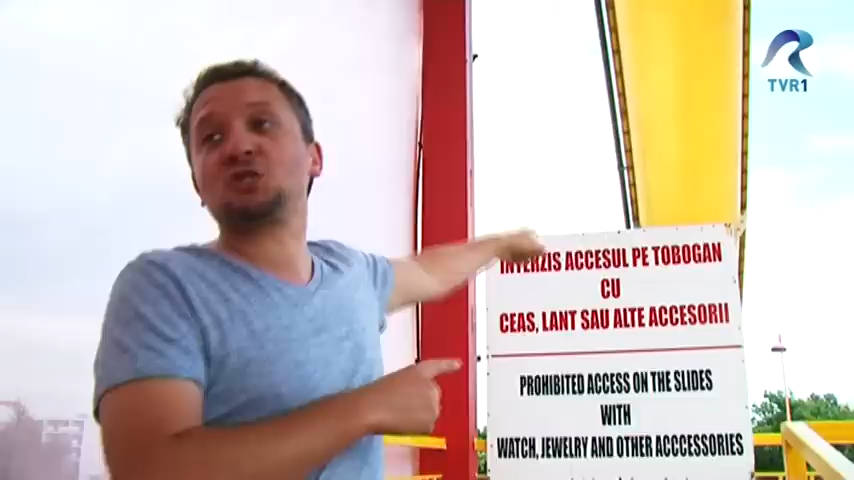 TVR1
INTERZIS ACCESUL PE TOBOGAN
CU
CEAS, LANT SAU ALTE ACCESORII
PROHIBITED ACCESS ON THE SLIDES
WITH
WATCH, JEWELRY AND OTHER ACCCESSORIES